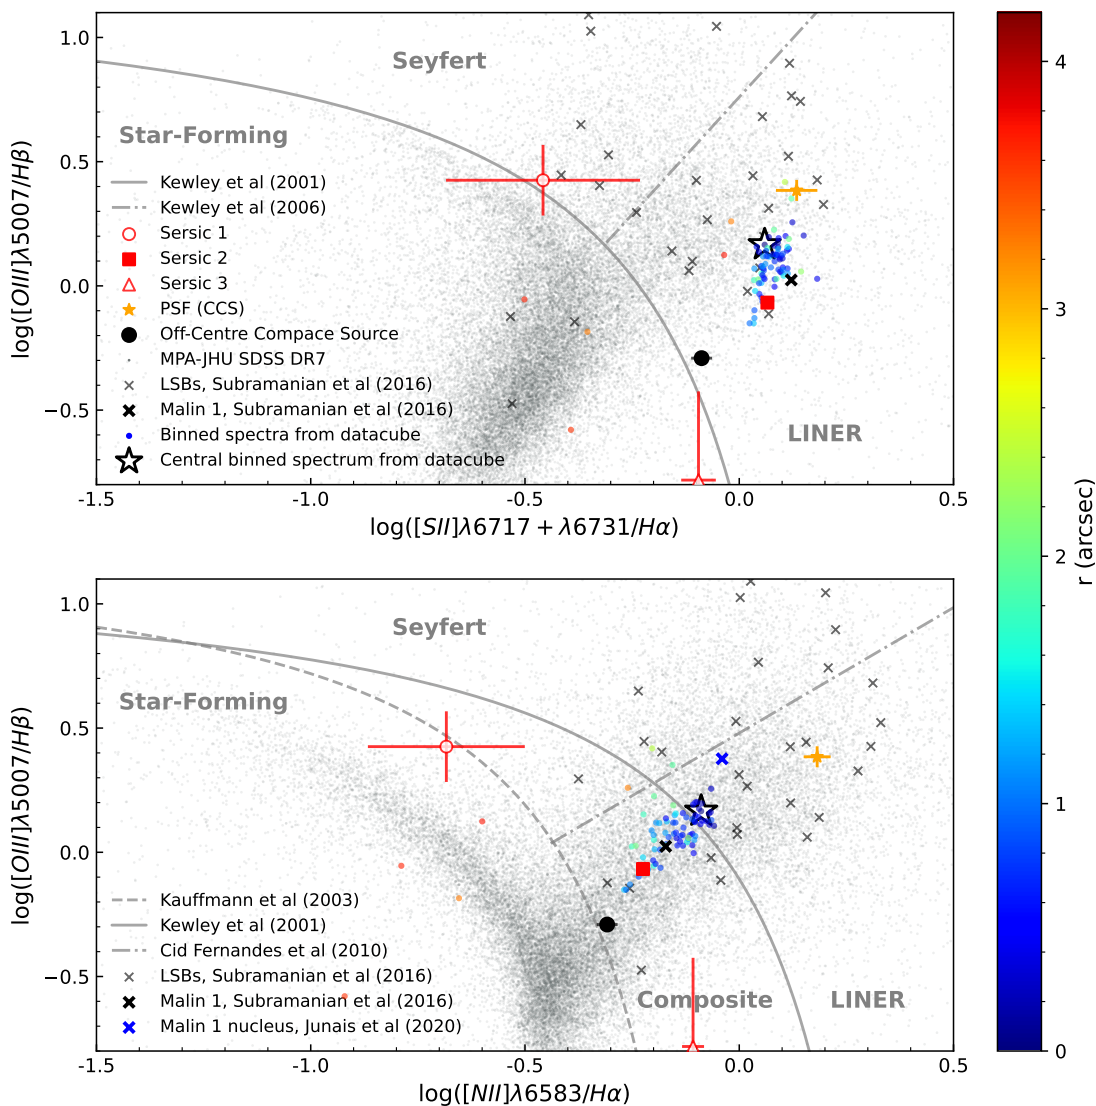 1.0
0.5
0.0
−0.5
log([OIII]λ5007/Hβ)
Seyfert
Star-Forming
LINER
Kewley et al (2001)
Kewley et al (2006)
Sersic 1
Sersic 2
Sersic 3
PSF (CCS)
Off-Centre Compace Source
MPA-JHU SDSS DR7
LSBs, Subramanian et al (2016)
Malin 1, Subramanian et al (2016)
Binned spectra from datacube
Central binned spectrum from datacube
-1.5 -1.0 -0.5 0.0 0.5
log([SII]λ6717 + λ6731/Hα)
1.0
0.5
0.0
−0.5
log([OIII]λ5007/Hβ)
Seyfert
Star-Forming
Composite
LINER
Kauffmann et al (2003)
Kewley et al (2001)
Cid Fernandes et al (2010)
LSBs, Subramanian et al (2016)
Malin 1, Subramanian et al (2016)
Malin 1 nucleus, Junais et al (2020)
-1.5 -1.0 -0.5 0.0 0.5
log([NII]λ6583/Hα)
4
3
2
1
0
r (arcsec)